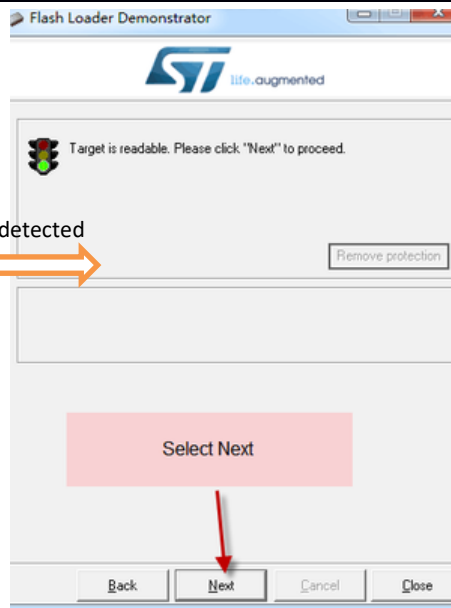 Flash Loader Demonstrator
life.augmented
Target is readable. Please click "Next" to proceed.
detected
Remove protection
Select Next
Back
Next
Cancel
Close